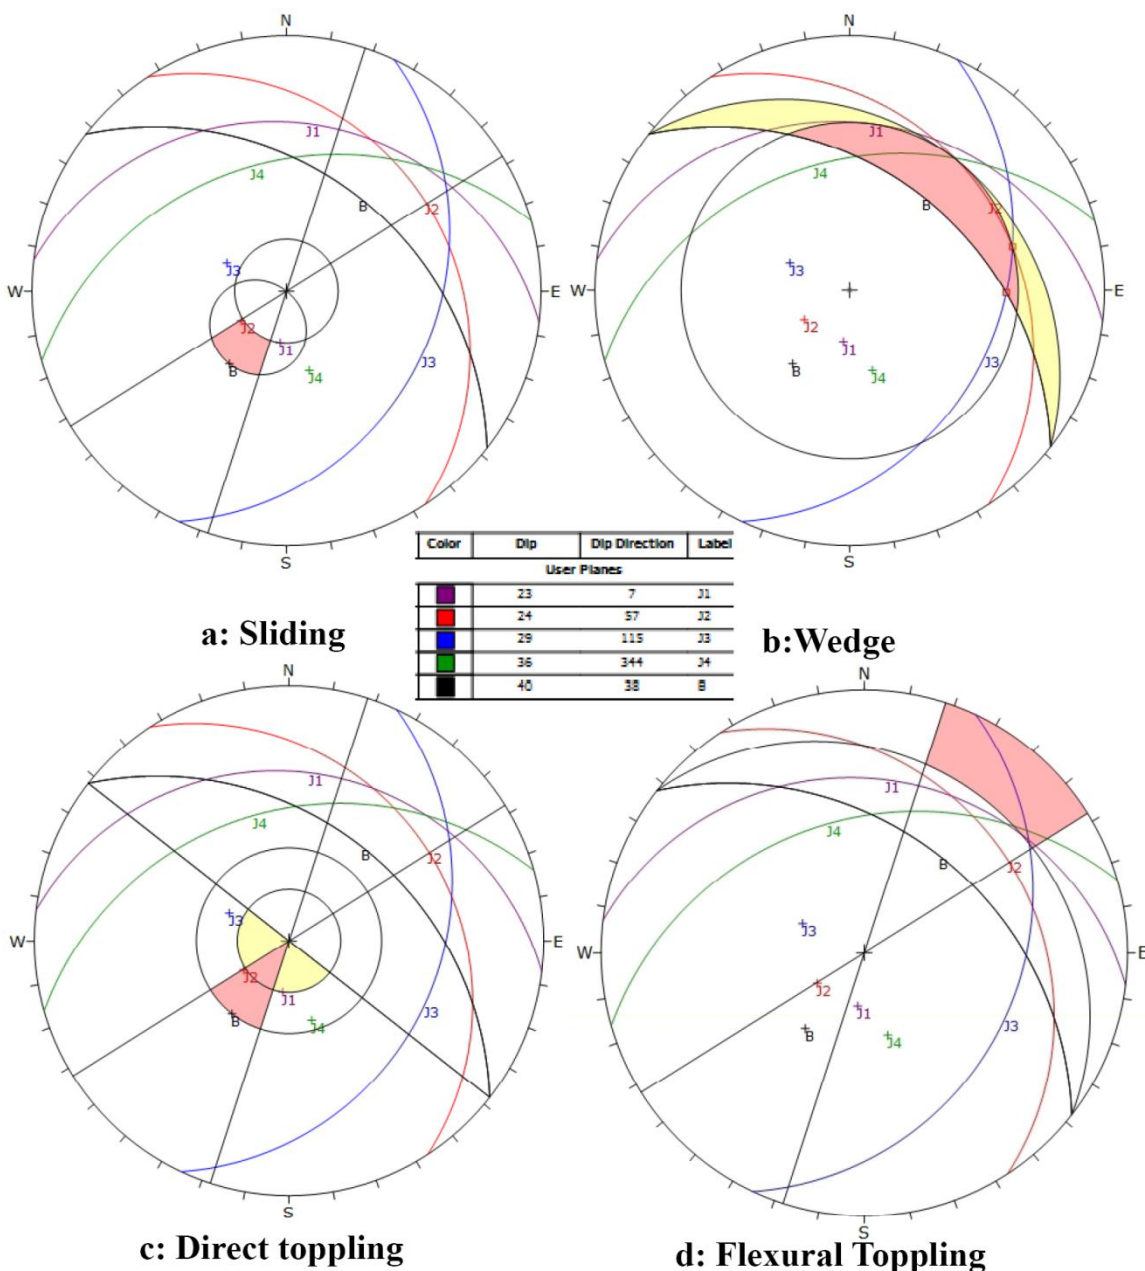 N
J1
J4
B
J2
J3
J2
J1
B
J4
J3
W
E
S
a: Sliding
N
J1
J4
B
J2
J3
J2
J1
B
J4
J3
W
E
S
b:Wedge
Color Dip Dip Direction Label
User Planes
23 7 J1
24 57 J2
29 115 J3
36 344 J4
40 38 B
N
J1
J4
B
J2
J3
J2
J1
B
J4
J3
W
E
S
c: Direct toppling
N
J1
J4
B
J2
J3
J2
J1
B
J4
J3
W
E
S
d: Flexural Toppling